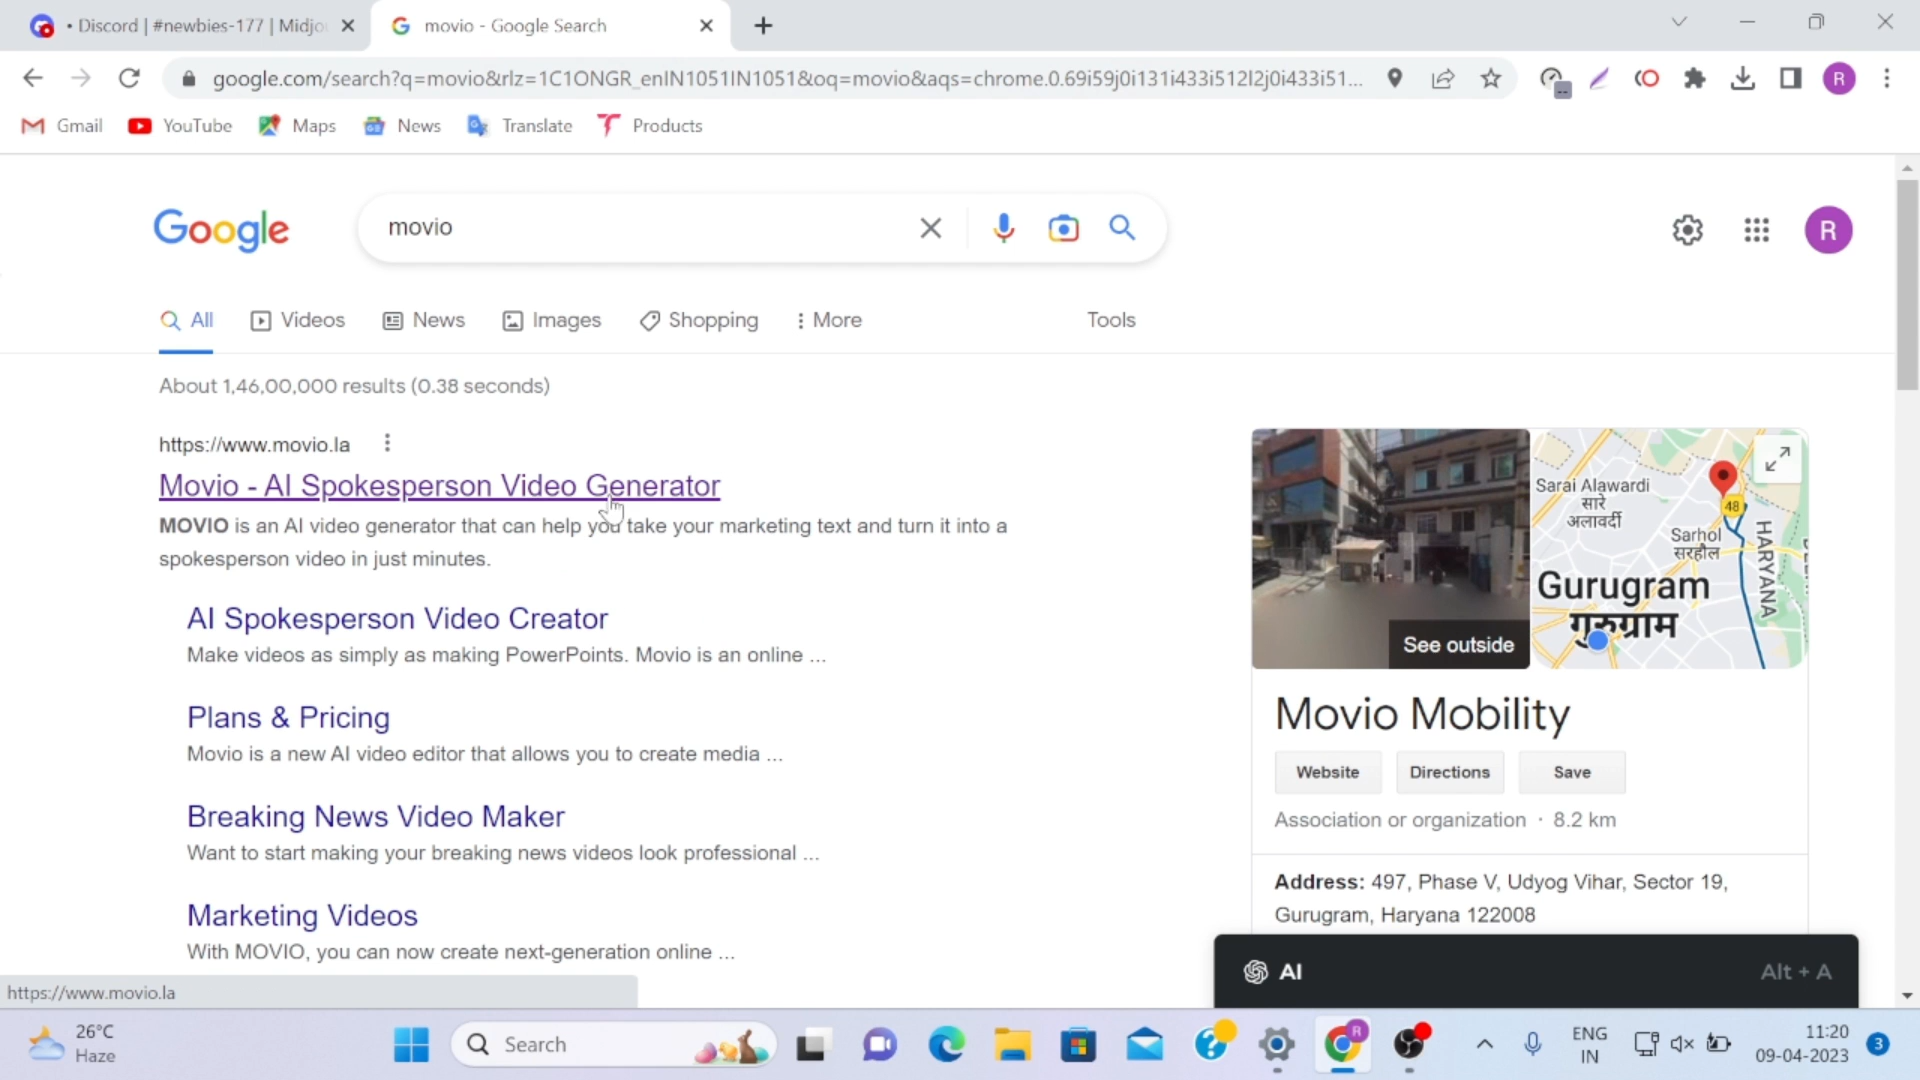 • Discord | #newbies-177 | Midjo
movio - Google Search
google.com/search?q=movio&rlz=1C1ONGR_enIN1051IN1051&oq=movio&aqs=chrome.0.69i59j0i131i433i512l2j0i433i51...
R
Gmail
YouTube
Maps
News
Translate
Products
Google
movio
R
All
Videos
News
Images
Shopping
More
Tools
About 1,46,00,000 results (0.38 seconds)
https://www.movio.la
Movio - AI Spokesperson Video Generator
MOVIO is an AI video generator that can help you take your marketing text and turn it into a
spokesperson video in just minutes.
AI Spokesperson Video Creator
Make videos as simply as making PowerPoints. Movio is an online ...
Plans & Pricing
Movio is a new AI video editor that allows you to create media ...
Breaking News Video Maker
Want to start making your breaking news videos look professional ...
Marketing Videos
With MOVIO, you can now create next-generation online ...
See outside
Sarai Alawardi
सारे
अलावर्दी
48
Sarhol
सरहौल
HARYANA
Gurugram
गुरुग्राम
Movio Mobility
Website
Directions
Save
Association or organization · 8.2 km
Address: 497, Phase V, Udyog Vihar, Sector 19,
Gurugram, Haryana 122008
AI
Alt + A
https://www.movio.la
26°C
Haze
Search
R
ENG
IN
11:20
09-04-2023
3